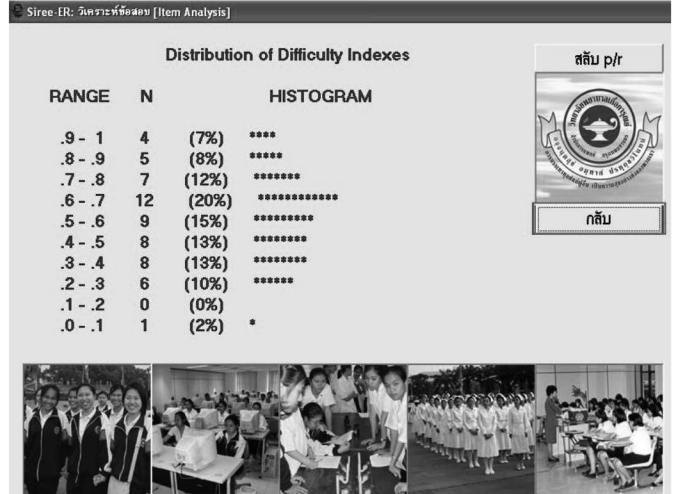 Siree-ER: วิเคราะห์ข้อสอบ [Item Analysis]
Distribution of Difficulty Indexes
สลับ p/r
RANGE N HISTOGRAM
.9 - 1 4 (7%) ****
.8 - .9 5 (8%) *****
.7 - .8 7 (12%) *******
.6 - .7 12 (20%) ************
.5 - .6 9 (15%) *********
กลับ
.4 - .5 8 (13%) ********
.3 - .4 8 (13%) ********
.2 - .3 6 (10%) ******
.1 - .2 0 (0%)
.0 - .1 1 (2%) *